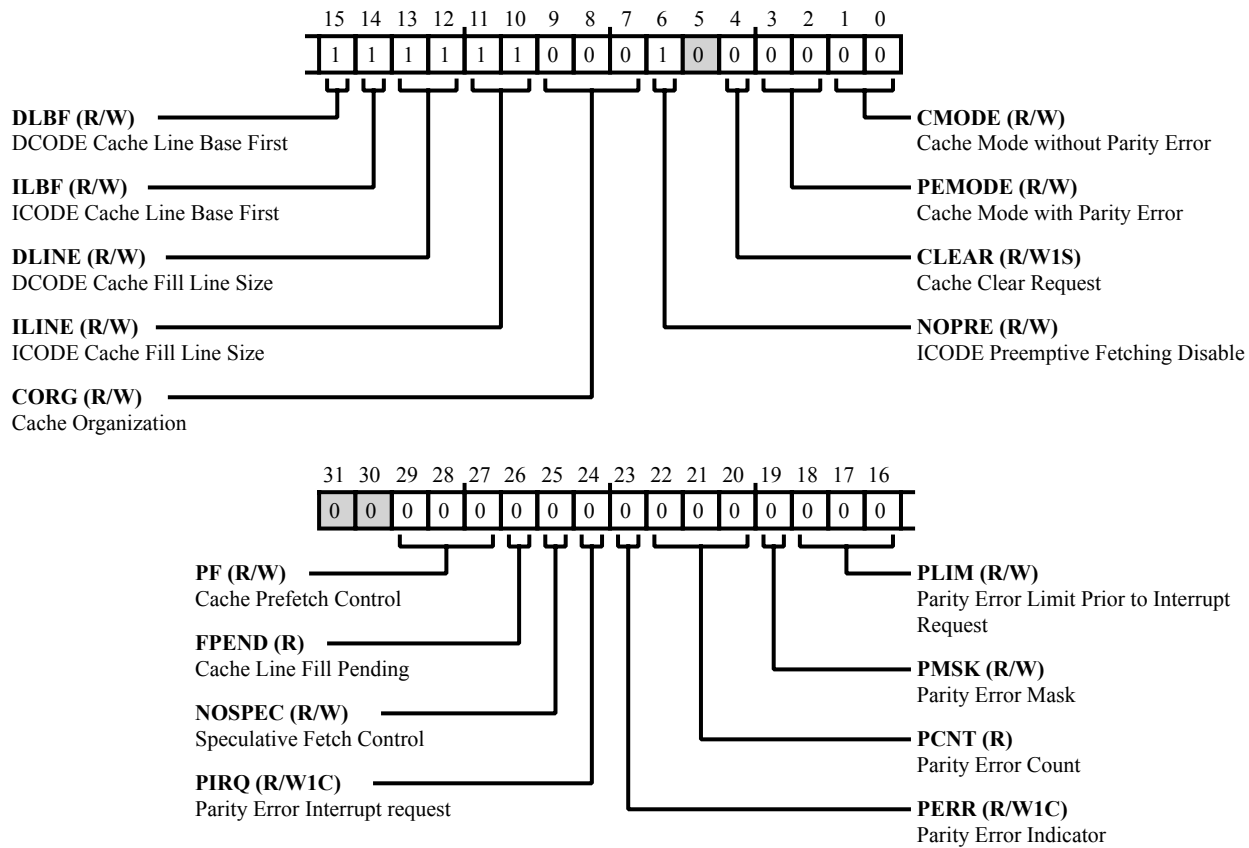 15 14 13 12 11 10 9 8 7 6 5 4 3 2 1 0
1 1 1 1 1 1 0 0 0 1 0 0 0 0 0 0
DLBF (R/W)
DCODE Cache Line Base First
ILBF (R/W)
ICODE Cache Line Base First
DLINE (R/W)
DCODE Cache Fill Line Size
ILINE (R/W)
ICODE Cache Fill Line Size
CORG (R/W)
Cache Organization
CMODE (R/W)
Cache Mode without Parity Error
PEMODE (R/W)
Cache Mode with Parity Error
CLEAR (R/W1S)
Cache Clear Request
NOPRE (R/W)
ICODE Preemptive Fetching Disable
31 30 29 28 27 26 25 24 23 22 21 20 19 18 17 16
0 0 0 0 0 0 0 0 0 0 0 0 0 0 0 0
PF (R/W)
Cache Prefetch Control
FPEND (R)
Cache Line Fill Pending
NOSPEC (R/W)
Speculative Fetch Control
PIRQ (R/W1C)
Parity Error Interrupt request
PLIM (R/W)
Parity Error Limit Prior to Interrupt
Request
PMSK (R/W)
Parity Error Mask
PCNT (R)
Parity Error Count
PERR (R/W1C)
Parity Error Indicator